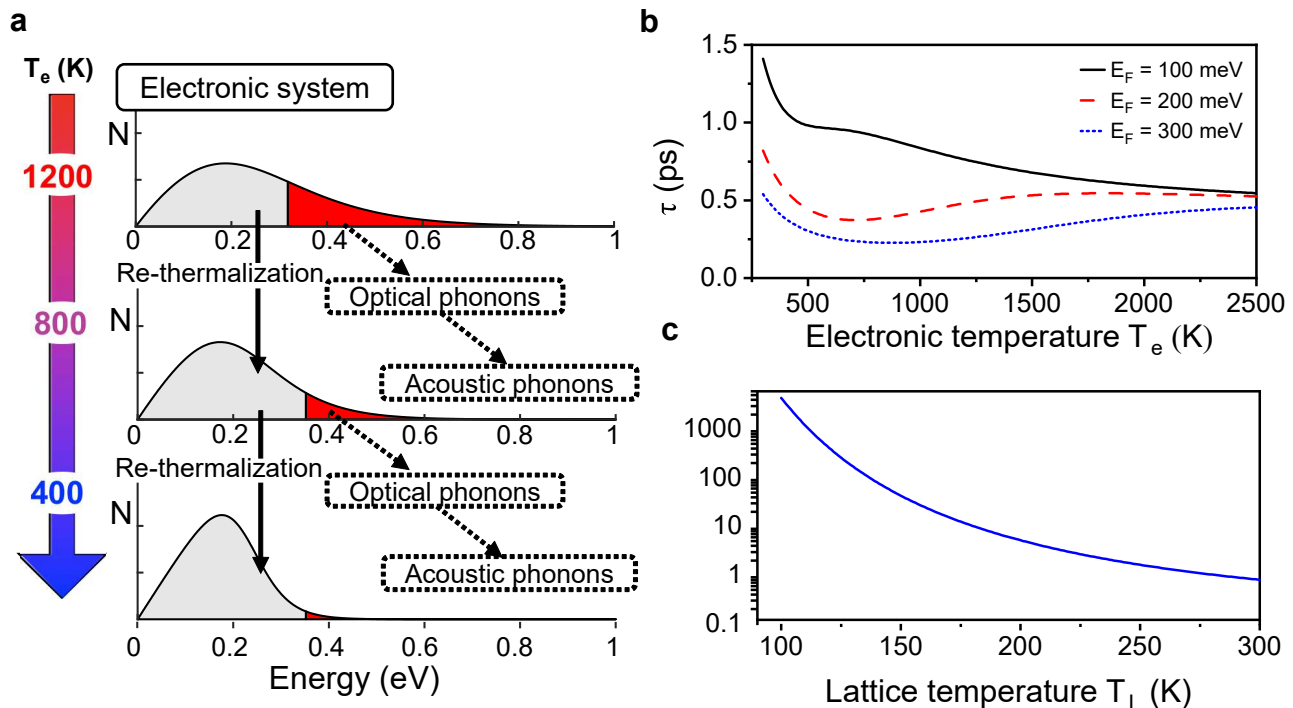 a
T_e (K)
1200
800
400
Electronic system
N
0 0.2 0.4 0.6 0.8 1
Re-thermalization
Optical phonons
Acoustic phonons
N
0 0.2 0.4 0.6 0.8 1
Re-thermalization
Optical phonons
Acoustic phonons
N
0 0.2 0.4 0.6 0.8 1
Energy (eV)
b
1.5
1.0
0.5
0.0
τ (ps)
E_F = 100 meV
E_F = 200 meV
E_F = 300 meV
500 1000 1500 2000 2500
Electronic temperature T_e (K)
c
1000
100
10
1
0.1
100 150 200 250 300
Lattice temperature T_L (K)